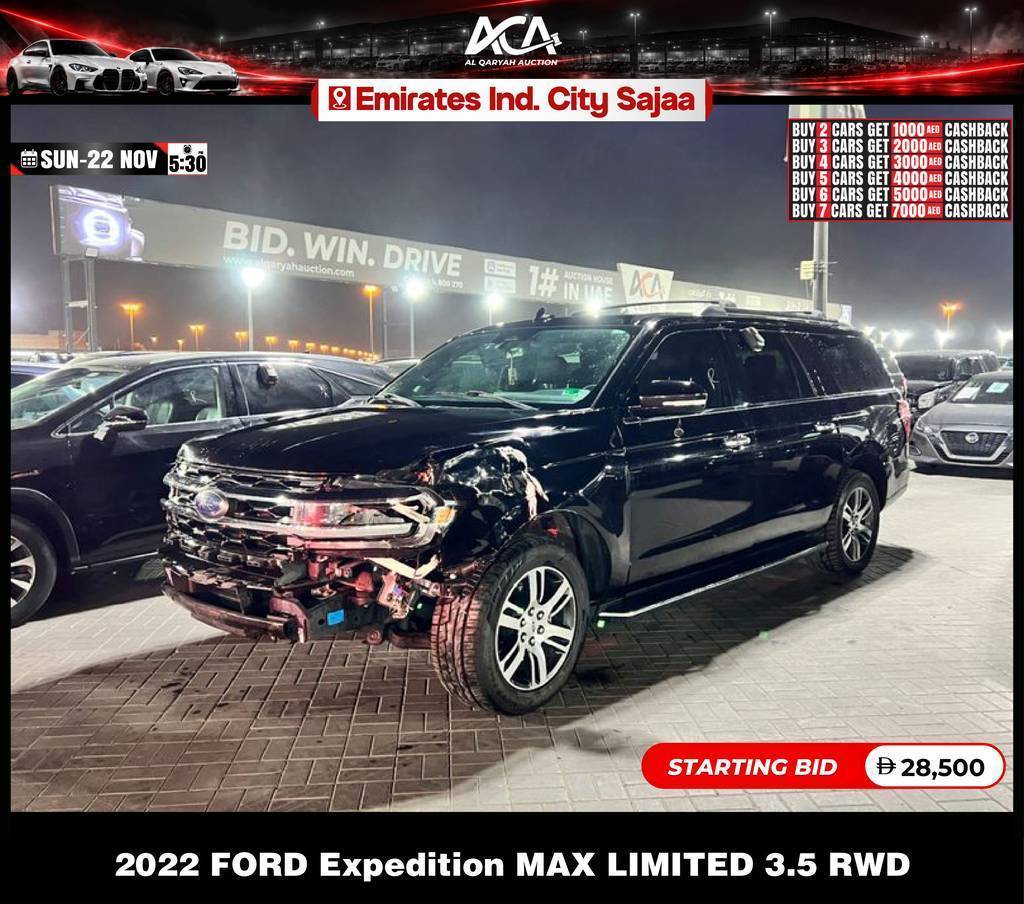 ACA
AL QARYAH AUCTION
Emirates Ind. City Sajaa
SUN-22 NOV 5:30
BUY 2 CARS GET 1000 AED CASHBACK
BUY 3 CARS GET 2000 AED CASHBACK
BUY 4 CARS GET 3000 AED CASHBACK
BUY 5 CARS GET 4000 AED CASHBACK
BUY 6 CARS GET 5000 AED CASHBACK
BUY 7 CARS GET 7000 AED CASHBACK
BID. WIN. DRIVE
www.alqaryahauction.com
800 270
1# AUCTION HOUSE
IN UAE
ACA
Ford
STARTING BID 28,500
2022 FORD Expedition MAX LIMITED 3.5 RWD